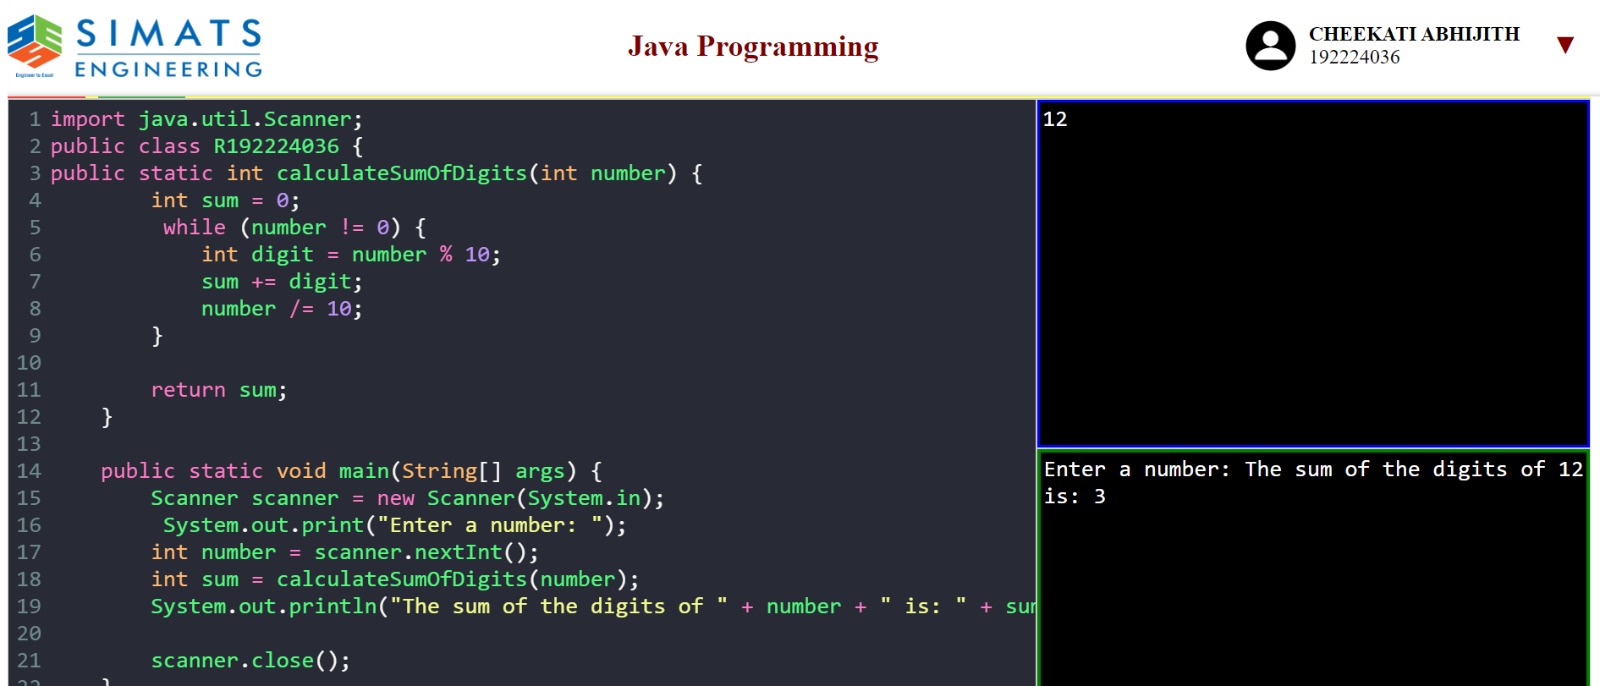 SIMATS
ENGINEERING
Engineer to Excel
Java Programming
CHEEKATI ABHIJITH
192224036
1 import java.util.Scanner;
2 public class R192224036 {
3 public static int calculateSumOfDigits(int number) {
4 int sum = 0;
5 while (number != 0) {
6 int digit = number % 10;
7 sum += digit;
8 number /= 10;
9 }
10
11 return sum;
12 }
13
14 public static void main(String[] args) {
15 Scanner scanner = new Scanner(System.in);
16 System.out.print("Enter a number: ");
17 int number = scanner.nextInt();
18 int sum = calculateSumOfDigits(number);
19 System.out.println("The sum of the digits of " + number + " is: " + sum
20
21 scanner.close();
22 }
12
Enter a number: The sum of the digits of 12
is: 3